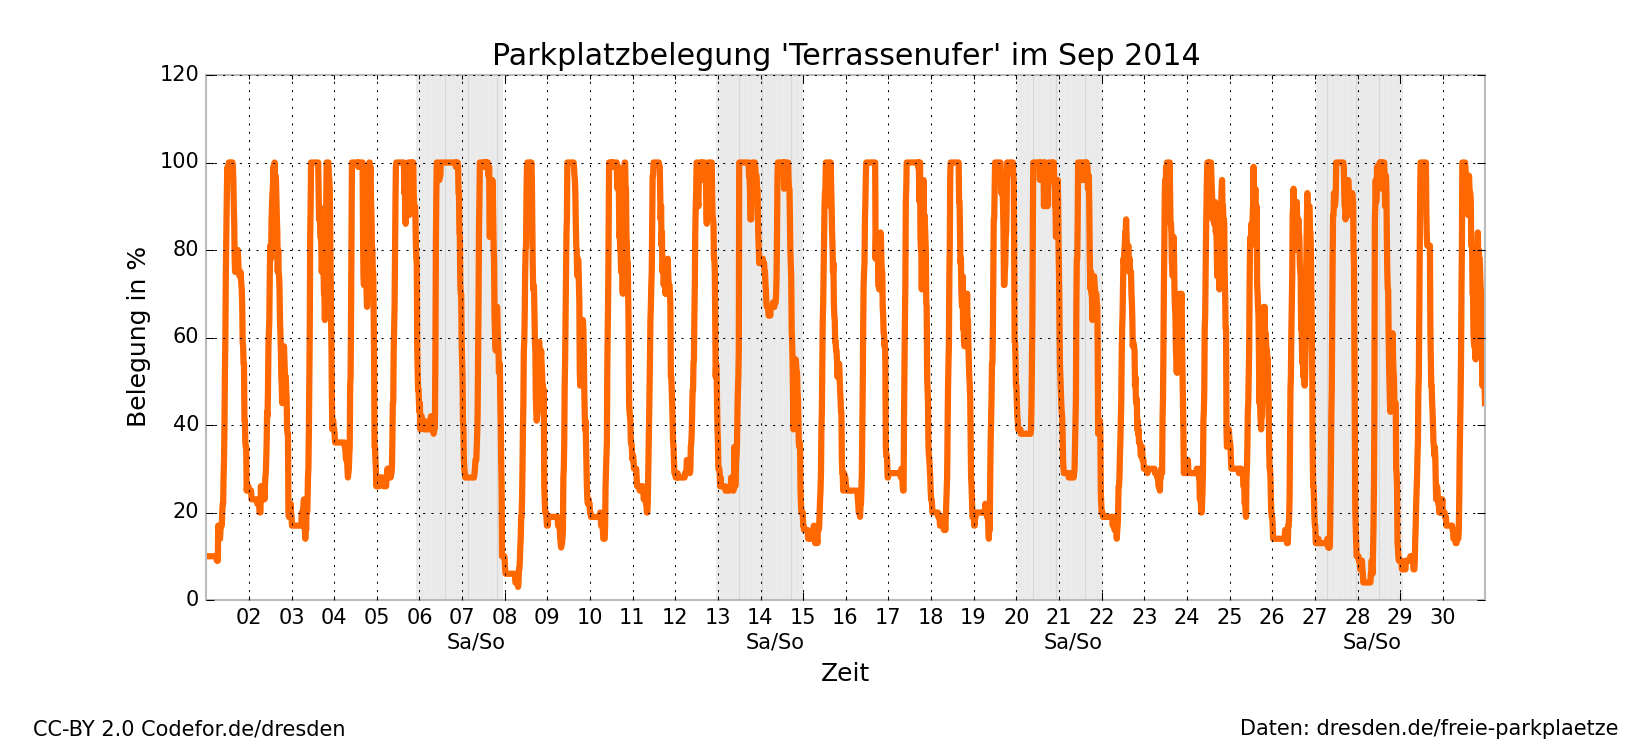 Parkplatzbelegung 'Terrassenufer' im Sep 2014
120
100
80
60
40
20
0
Belegung in %
02 03 04 05 06 07 08 09 10 11 12 13 14 15 16 17 18 19 20 21 22 23 24 25 26 27 28 29 30
Sa/So Sa/So Sa/So Sa/So
Zeit
CC-BY 2.0 Codefor.de/dresden
Daten: dresden.de/freie-parkplaetze